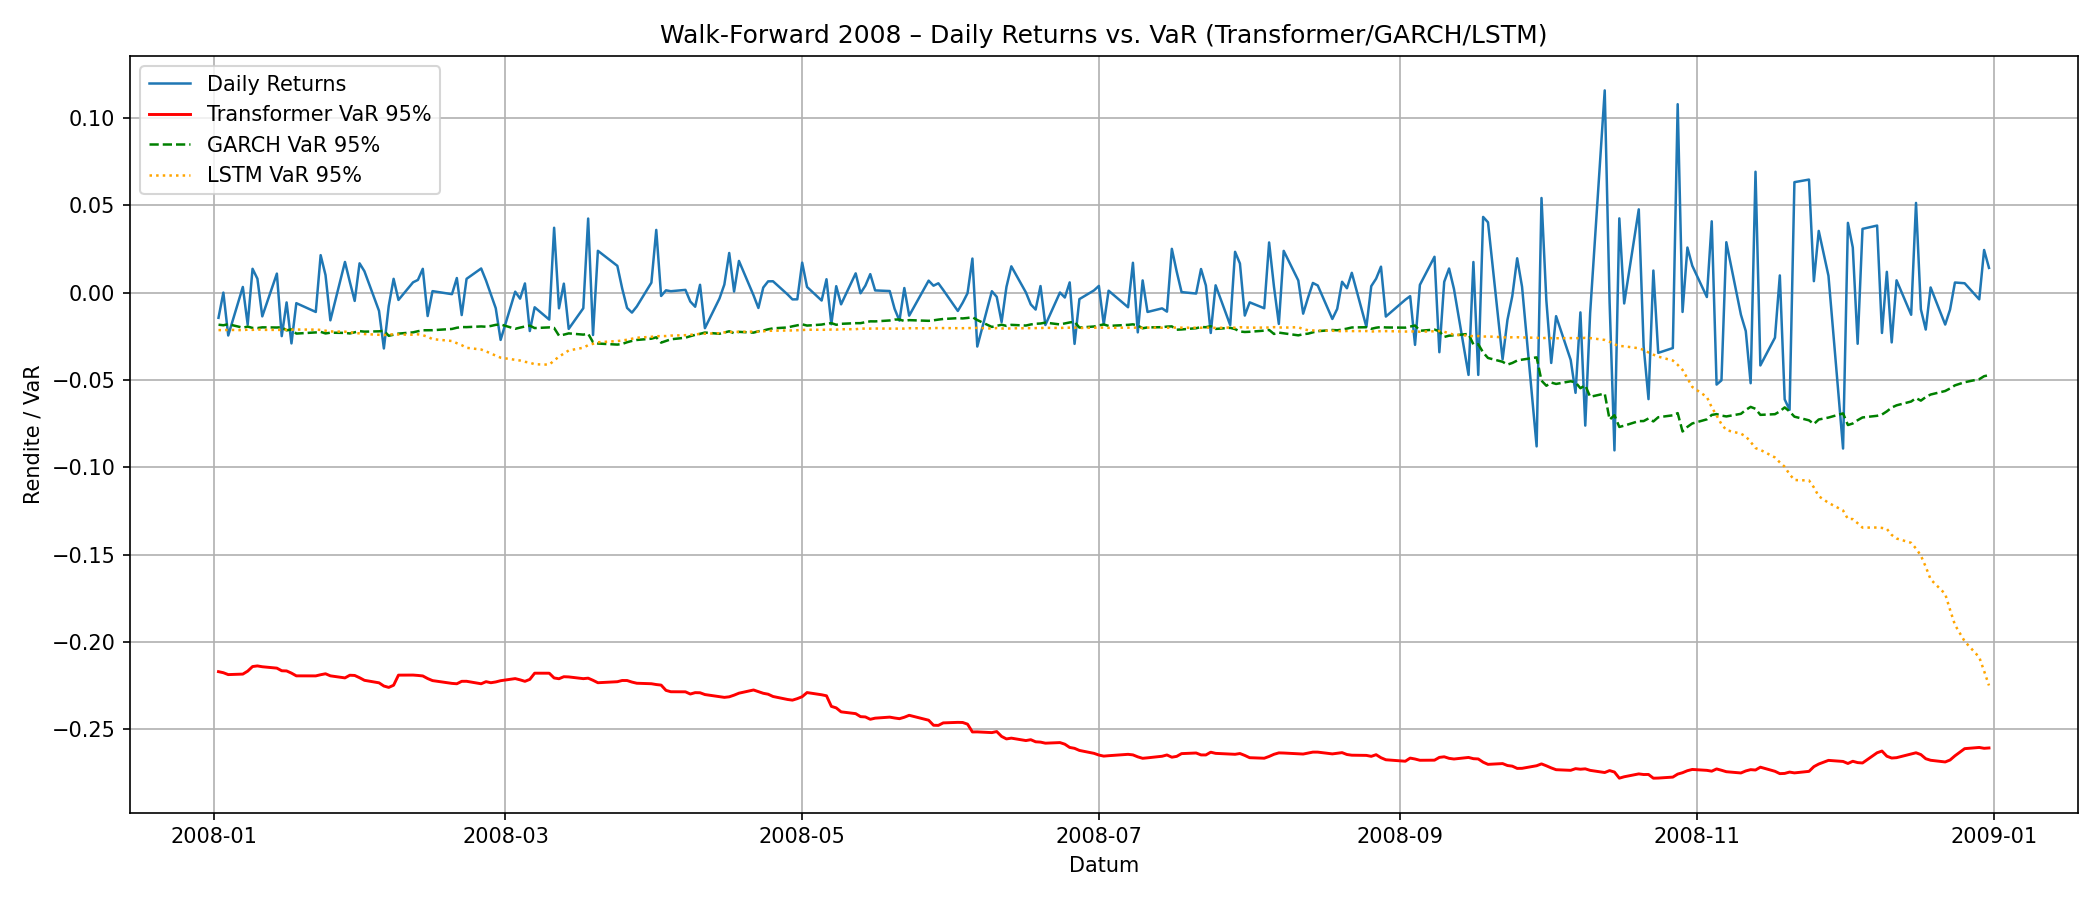 Walk-Forward 2008 – Daily Returns vs. VaR (Transformer/GARCH/LSTM)
Daily Returns
Transformer VaR 95%
GARCH VaR 95%
LSTM VaR 95%
0.10
0.05
0.00
−0.05
−0.10
−0.15
−0.20
−0.25
Rendite / VaR
2008-01
2008-03
2008-05
2008-07
2008-09
2008-11
2009-01
Datum